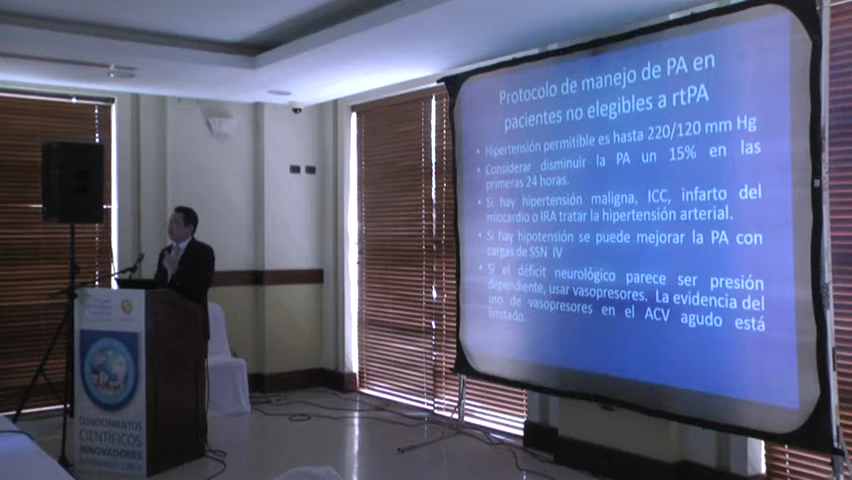 Protocolo de manejo de PA en
pacientes no elegibles a rtPA
• Hipertensión permitible es hasta 220/120 mm Hg
• Considerar disminuir la PA un 15% en las
primeras 24 horas.
• Si hay hipertensión maligna, ICC, infarto del
miocardio o IRA tratar la hipertensión arterial.
• Si hay hipotensión se puede mejorar la PA con
cargas de SSN IV
• Si el déficit neurológico parece ser presión
dependiente, usar vasopresores. La evidencia del
uso de vasopresores en el ACV agudo está
limitado.
CONOCIMIENTOS
CIENTÍFICOS
INNOVADORES